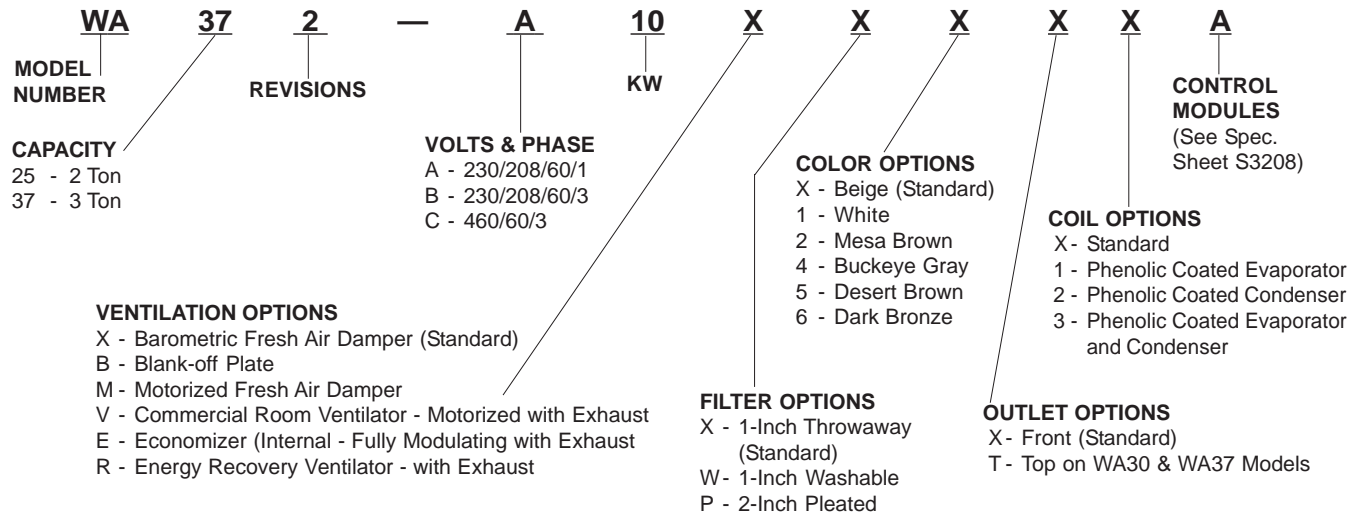 WA 37 2 — A 10 X X X X X A
MODEL
NUMBER
REVISIONS
KW
CONTROL
MODULES
(See Spec.
Sheet S3208)
CAPACITY
25 - 2 Ton
37 - 3 Ton
VOLTS & PHASE
A - 230/208/60/1
B - 230/208/60/3
C - 460/60/3
COLOR OPTIONS
X - Beige (Standard)
1 - White
2 - Mesa Brown
4 - Buckeye Gray
5 - Desert Brown
6 - Dark Bronze
COIL OPTIONS
X - Standard
1 - Phenolic Coated Evaporator
2 - Phenolic Coated Condenser
3 - Phenolic Coated Evaporator
and Condenser
VENTILATION OPTIONS
X - Barometric Fresh Air Damper (Standard)
B - Blank-off Plate
M - Motorized Fresh Air Damper
V - Commercial Room Ventilator - Motorized with Exhaust
E - Economizer (Internal - Fully Modulating with Exhaust
R - Energy Recovery Ventilator - with Exhaust
FILTER OPTIONS
X - 1-Inch Throwaway
(Standard)
W - 1-Inch Washable
P - 2-Inch Pleated
OUTLET OPTIONS
X - Front (Standard)
T - Top on WA30 & WA37 Models